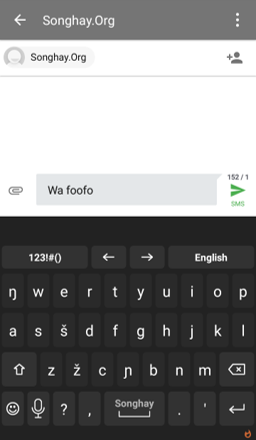 Songhay.Org
Songhay.Org
152 / 1
Wa foofo
SMS
123!#() ← → English
ŋ w e r t y u i o p
a s š d f g h j k l
z ž c ɲ b n m
? , Songhay . '